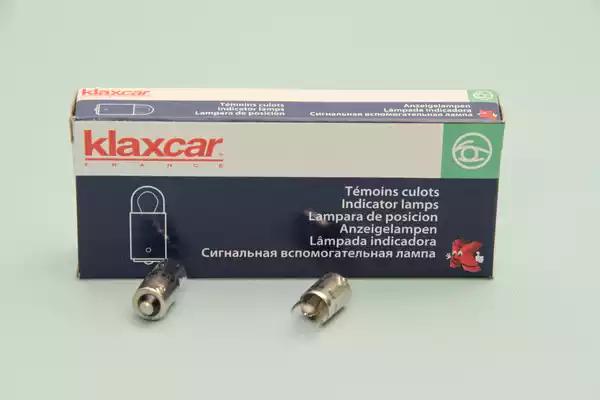 klaxcar
Témoins culots
Indicator lamps
Lampara de posicion
Anzeigelampen
Lâmpada indicadora
Сигнальная вспомогательная лампа
klaxcar
FRANCE
Témoins culots
Indicator lamps
Lampara de posicion
Anzeigelampen
Lâmpada indicadora
Сигнальная вспомогательная лампа